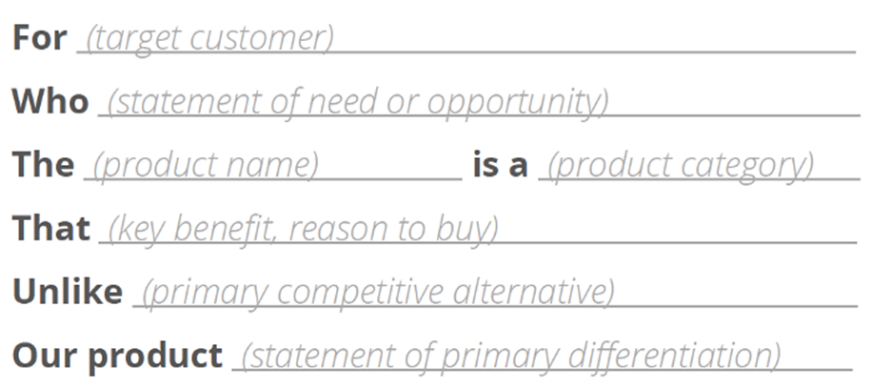 For (target customer)
Who (statement of need or opportunity)
The (product name) is a (product category)
That (key benefit, reason to buy)
Unlike (primary competitive alternative)
Our product (statement of primary differentiation)